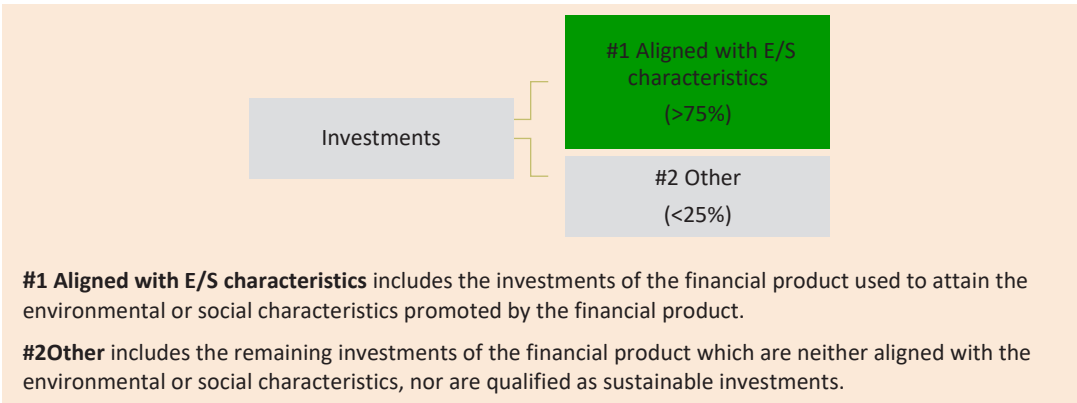 #1 Aligned with E/S
characteristics
(>75%)
Investments
#2 Other
(<25%)
#1 Aligned with E/S characteristics includes the investments of the financial product used to attain the
environmental or social characteristics promoted by the financial product.
#2Other includes the remaining investments of the financial product which are neither aligned with the
environmental or social characteristics, nor are qualified as sustainable investments.